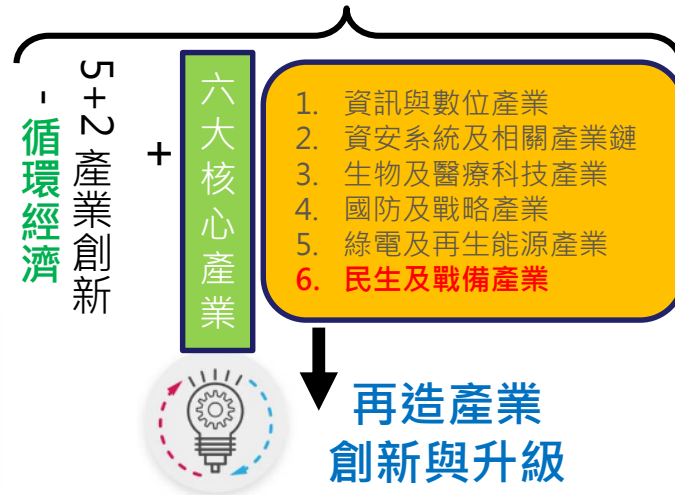 5+2產業創新
-循環經濟
+
六大核心產業
1. 資訊與數位產業
2. 資安系統及相關產業鏈
3. 生物及醫療科技產業
4. 國防及戰略產業
5. 綠電及再生能源產業
6. 民生及戰備產業
再造產業
創新與升級